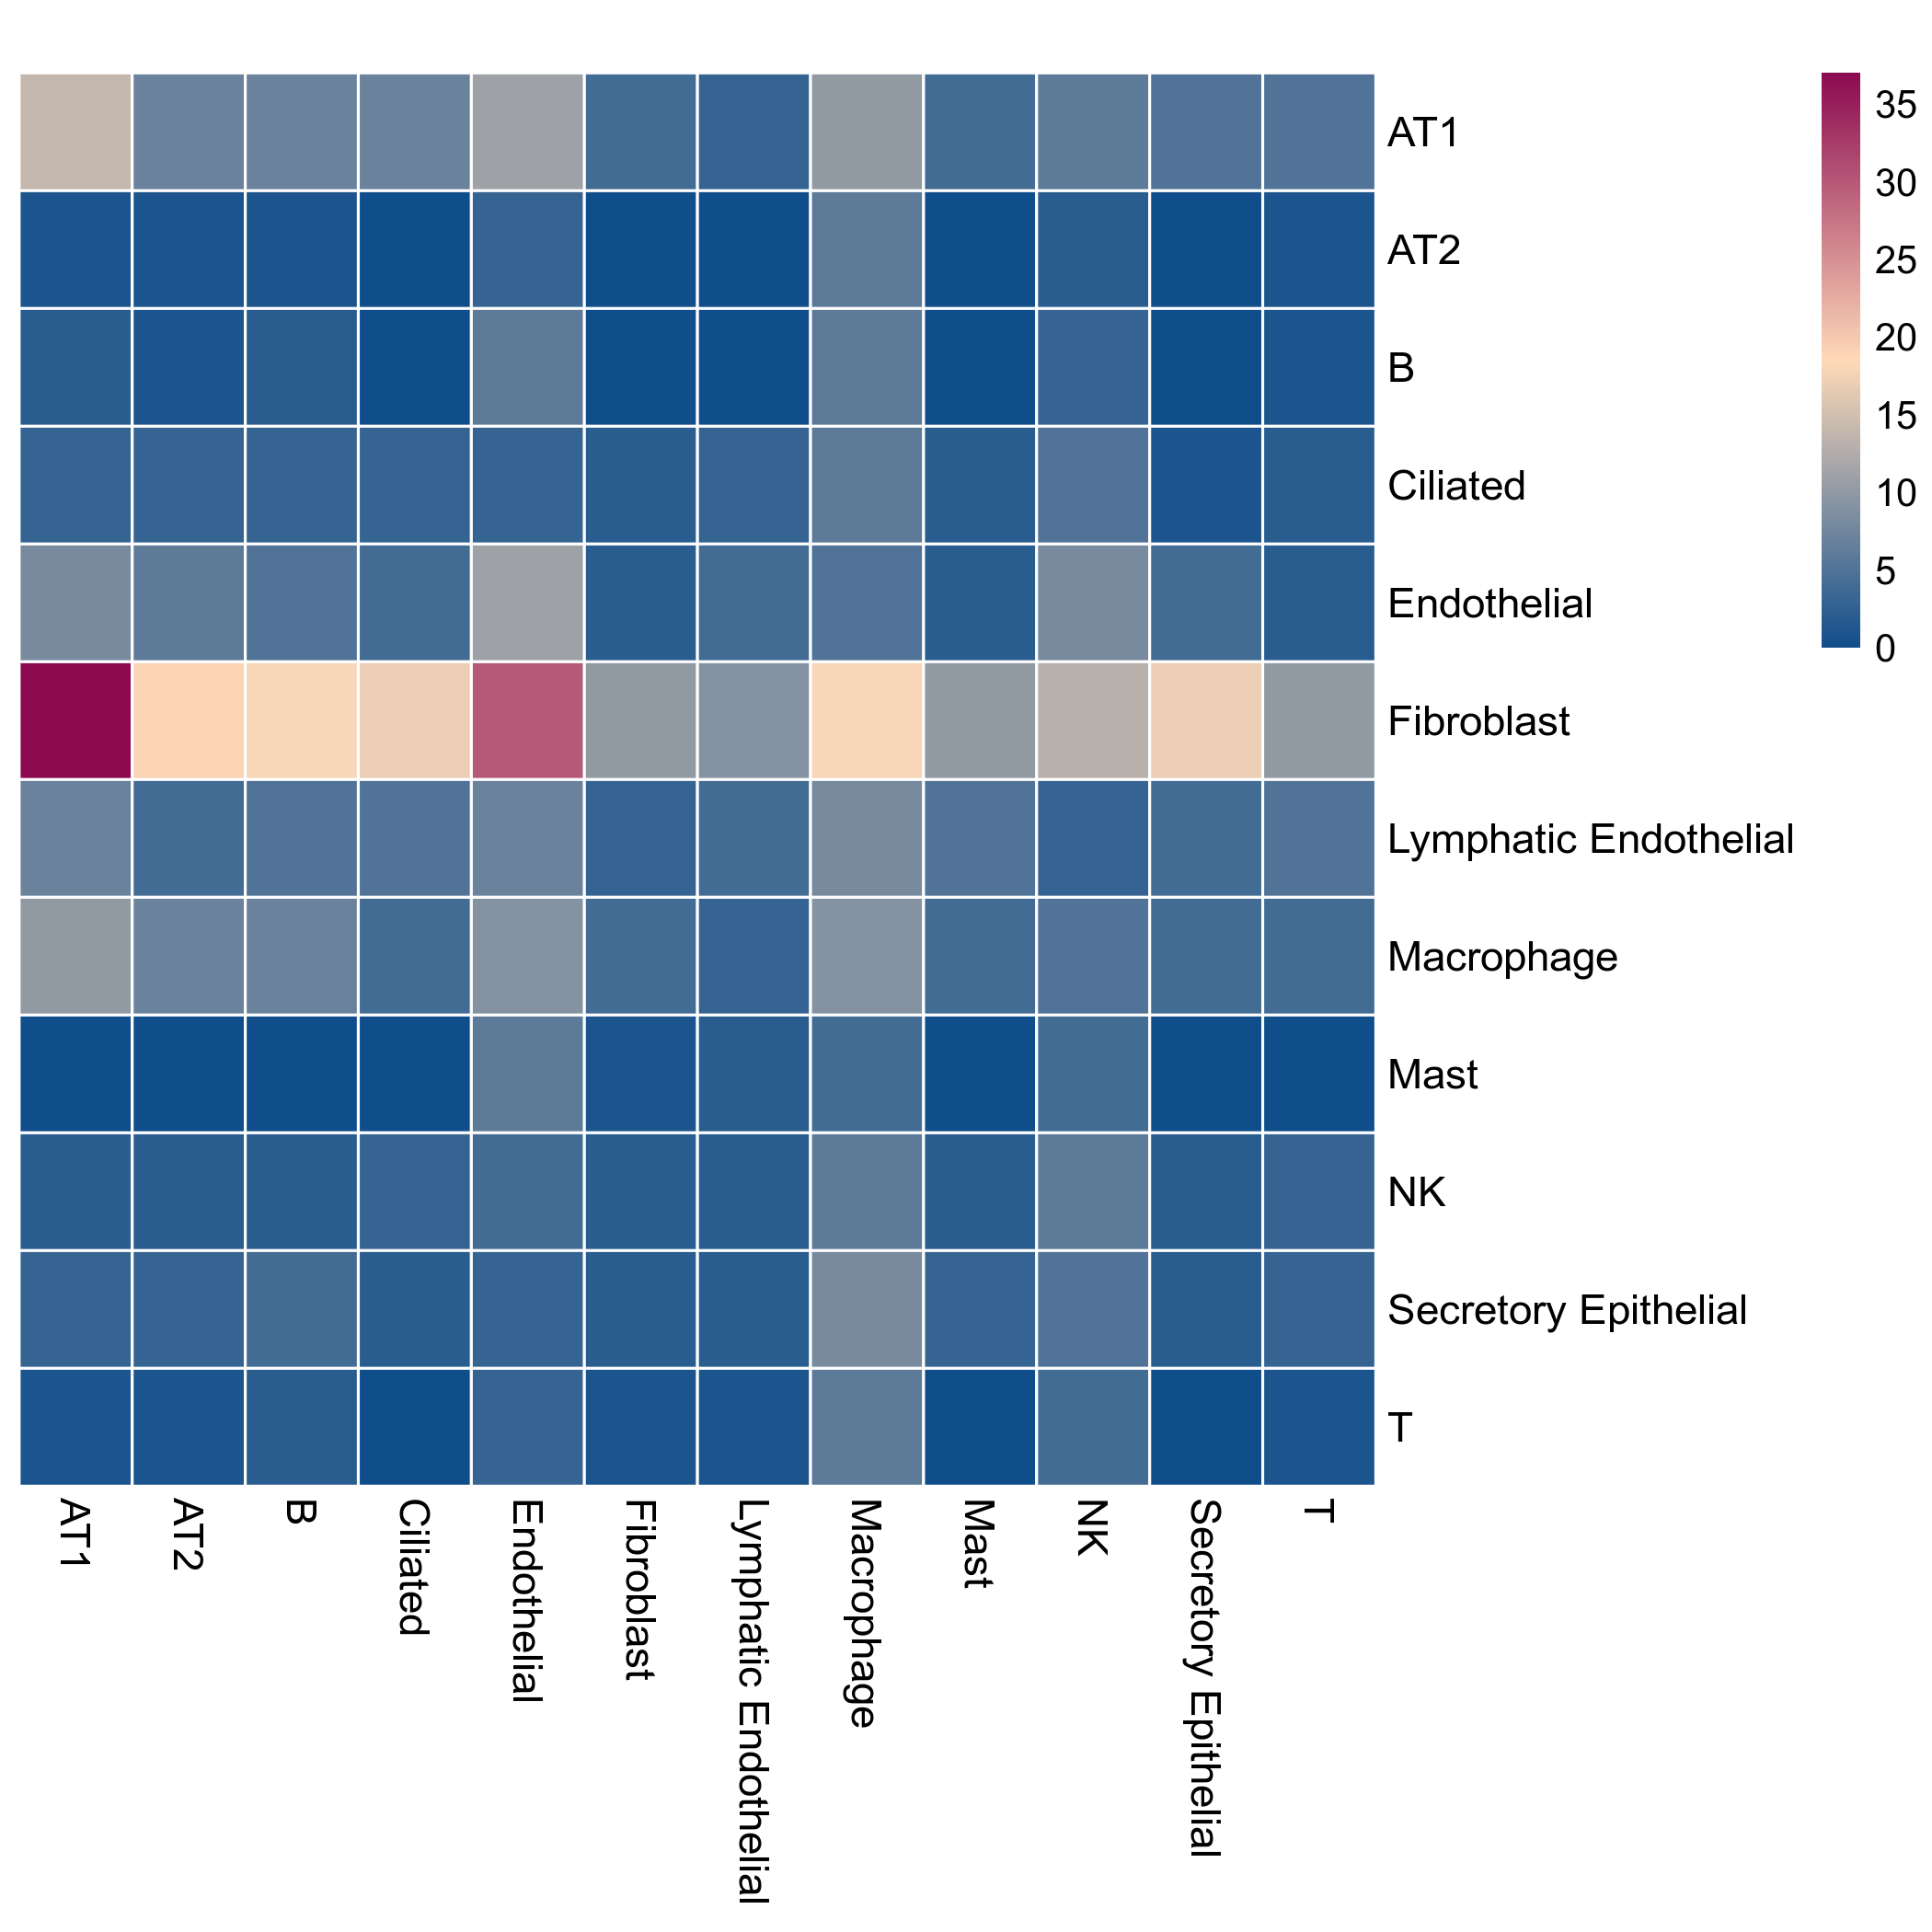 AT1
AT2
B
Ciliated
Endothelial
Fibroblast
Lymphatic Endothelial
Macrophage
Mast
NK
Secretory Epithelial
T
35
30
25
20
15
10
5
0
AT1
AT2
B
Ciliated
Endothelial
Fibroblast
Lymphatic Endothelial
Macrophage
Mast
NK
Secretory Epithelial
T